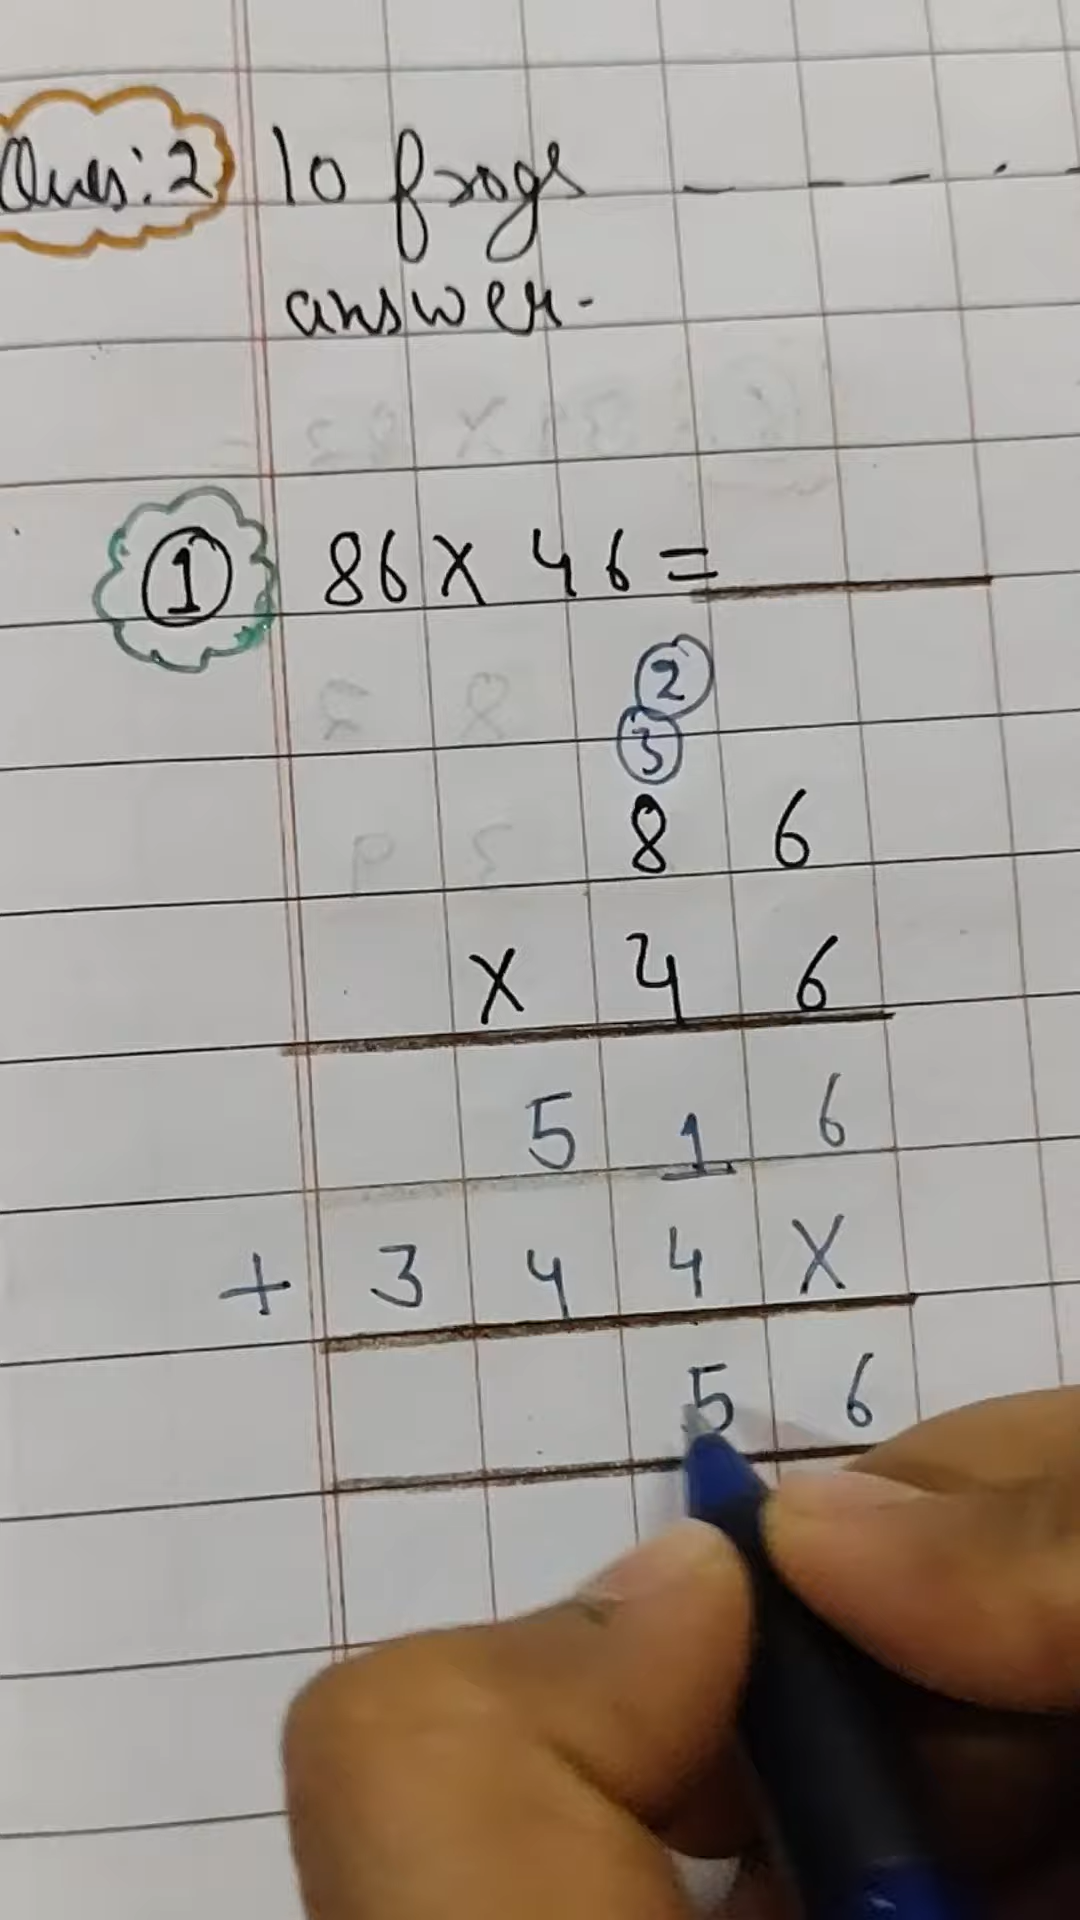 Ques: 2 10 frogs _ _ _ . _
answer.
1 86 x 46 = ____
2
3
8 6
x 4 6
5 1 6
+ 3 4 4 x
5 6